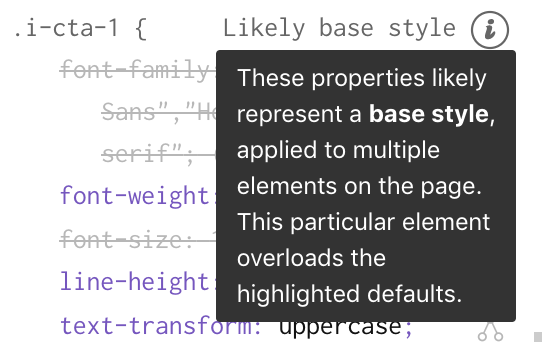 .i-cta-1 { Likely base style i
font-family:
These properties likely
represent a base style,
applied to multiple
elements on the page.
This particular element
overloads the
highlighted defaults.
Sans","He
serif";
font-weight:
font-size:
line-height:
text-transform: uppercase;